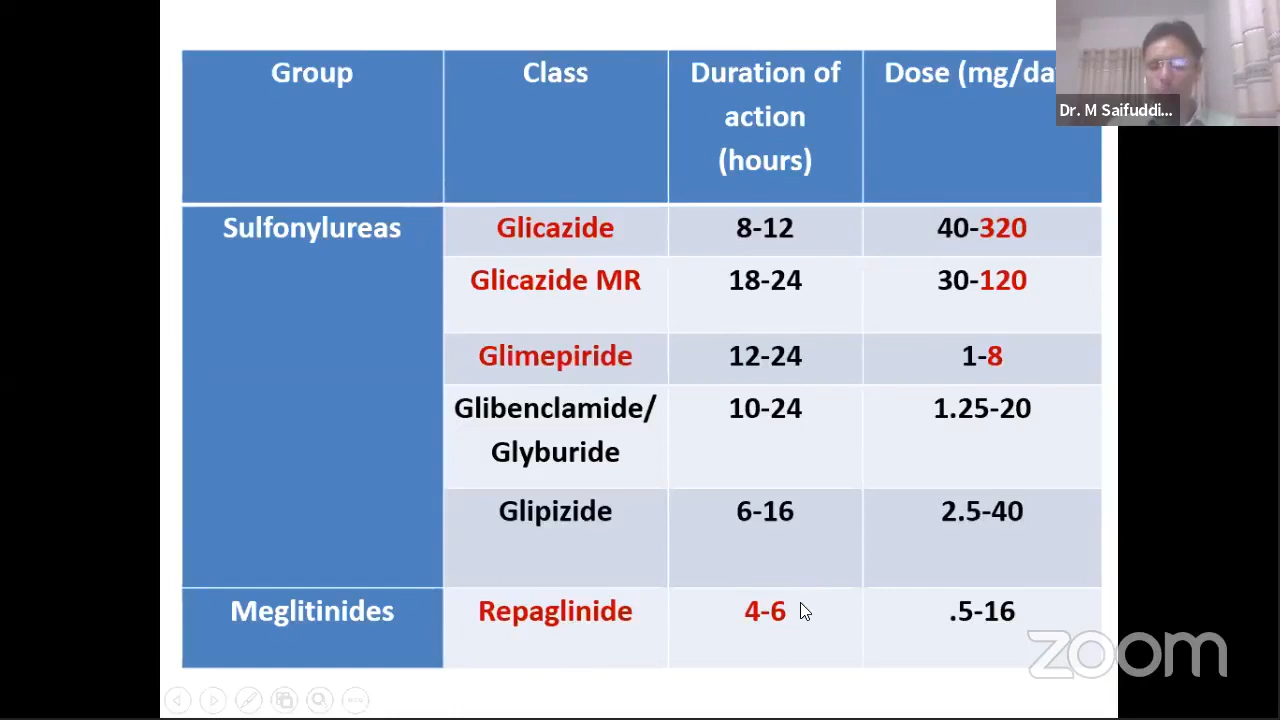 Group Class Duration of action (hours) Dose (mg/da
Sulfonylureas Glicazide 8-12 40-320
Glicazide MR 18-24 30-120
Glimepiride 12-24 1-8
Glibenclamide/ Glyburide 10-24 1.25-20
Glipizide 6-16 2.5-40
Meglitinides Repaglinide 4-6 .5-16
Dr. M Saifuddi...
zoom